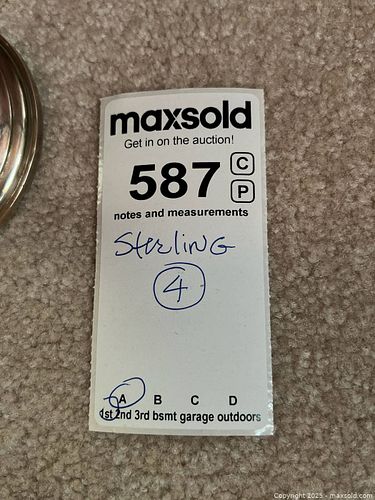 maxsold
Get in on the auction!
587 C
P
notes and measurements
Sterling
4
A B C D
1st 2nd 3rd bsmt garage outdoors
Copyright 2025 - maxsold.com